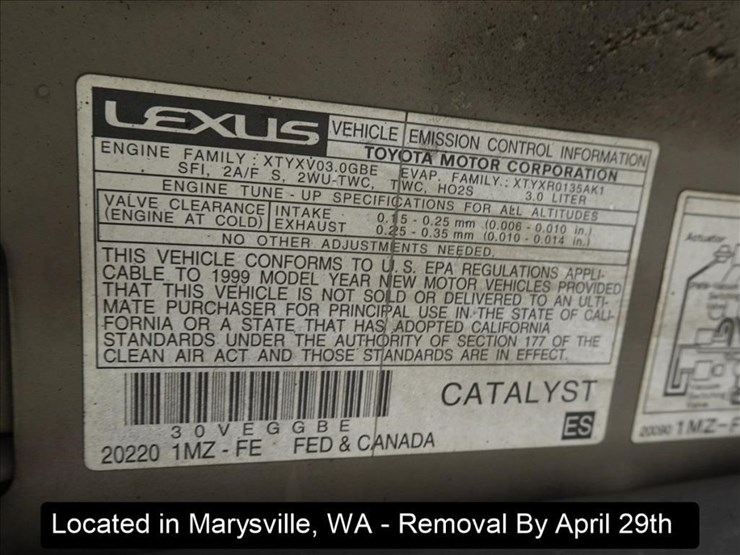 LEXUS VEHICLE EMISSION CONTROL INFORMATION
TOYOTA MOTOR CORPORATION
ENGINE FAMILY : XTYXV03.0GBE EVAP. FAMILY : XTYXR0135AK1
SFI, 2A/F S, 2WU-TWC, TWC, HO2S 3.0 LITER
ENGINE TUNE - UP SPECIFICATIONS FOR ALL ALTITUDES
VALVE CLEARANCE INTAKE 0.15 - 0.25 mm (0.006 - 0.010 in.)
(ENGINE AT COLD) EXHAUST 0.25 - 0.35 mm (0.010 - 0.014 in.)
NO OTHER ADJUSTMENTS NEEDED.
THIS VEHICLE CONFORMS TO U.S. EPA REGULATIONS APPLI-
CABLE TO 1999 MODEL YEAR NEW MOTOR VEHICLES PROVIDED
THAT THIS VEHICLE IS NOT SOLD OR DELIVERED TO AN ULTI-
MATE PURCHASER FOR PRINCIPAL USE IN THE STATE OF CALI-
FORNIA OR A STATE THAT HAS ADOPTED CALIFORNIA
STANDARDS UNDER THE AUTHORITY OF SECTION 177 OF THE
CLEAN AIR ACT AND THOSE STANDARDS ARE IN EFFECT.
CATALYST
30VEGGBE
ES
20220 1MZ - FE FED & CANADA
Actuator
1MZ-F
Located in Marysville, WA - Removal By April 29th